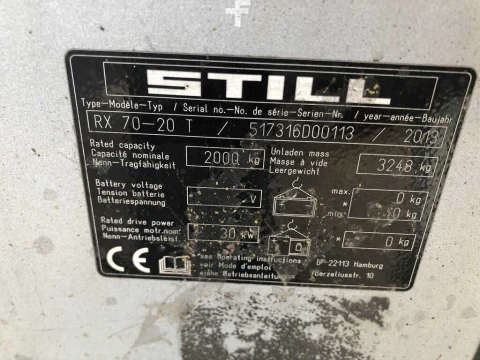 STILL
Type-Modèle-Typ / Serial no.-No. de série-Serien-Nr. / year-année-Baujahr
RX 70-20 T / 517316D00113 / 2013
Rated capacity
Capacité nominale
Nenn-Tragfähigkeit
2000 kg
Unladen mass
Masse à vide
Leergewicht
3248 kg
Battery voltage
Tension batterie
Batteriespannung
V
max. 0 kg
*
min. 0 kg
Rated drive power
Puissance motr.nom.
Nenn-Antriebsleist.
30 kW
* 0 kg
CE
see Operating instructions
voir Mode d'emploi
siehe Betriebsanleitung
D-22113 Hamburg
Berzeliusstr. 10